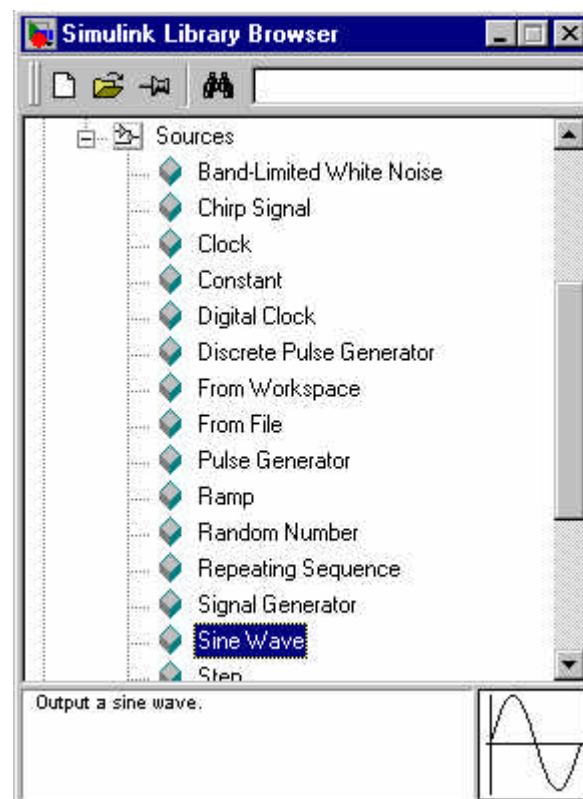 Simulink Library Browser
Sources
Band-Limited White Noise
Chirp Signal
Clock
Constant
Digital Clock
Discrete Pulse Generator
From Workspace
From File
Pulse Generator
Ramp
Random Number
Repeating Sequence
Signal Generator
Sine Wave
Step
Output a sine wave.